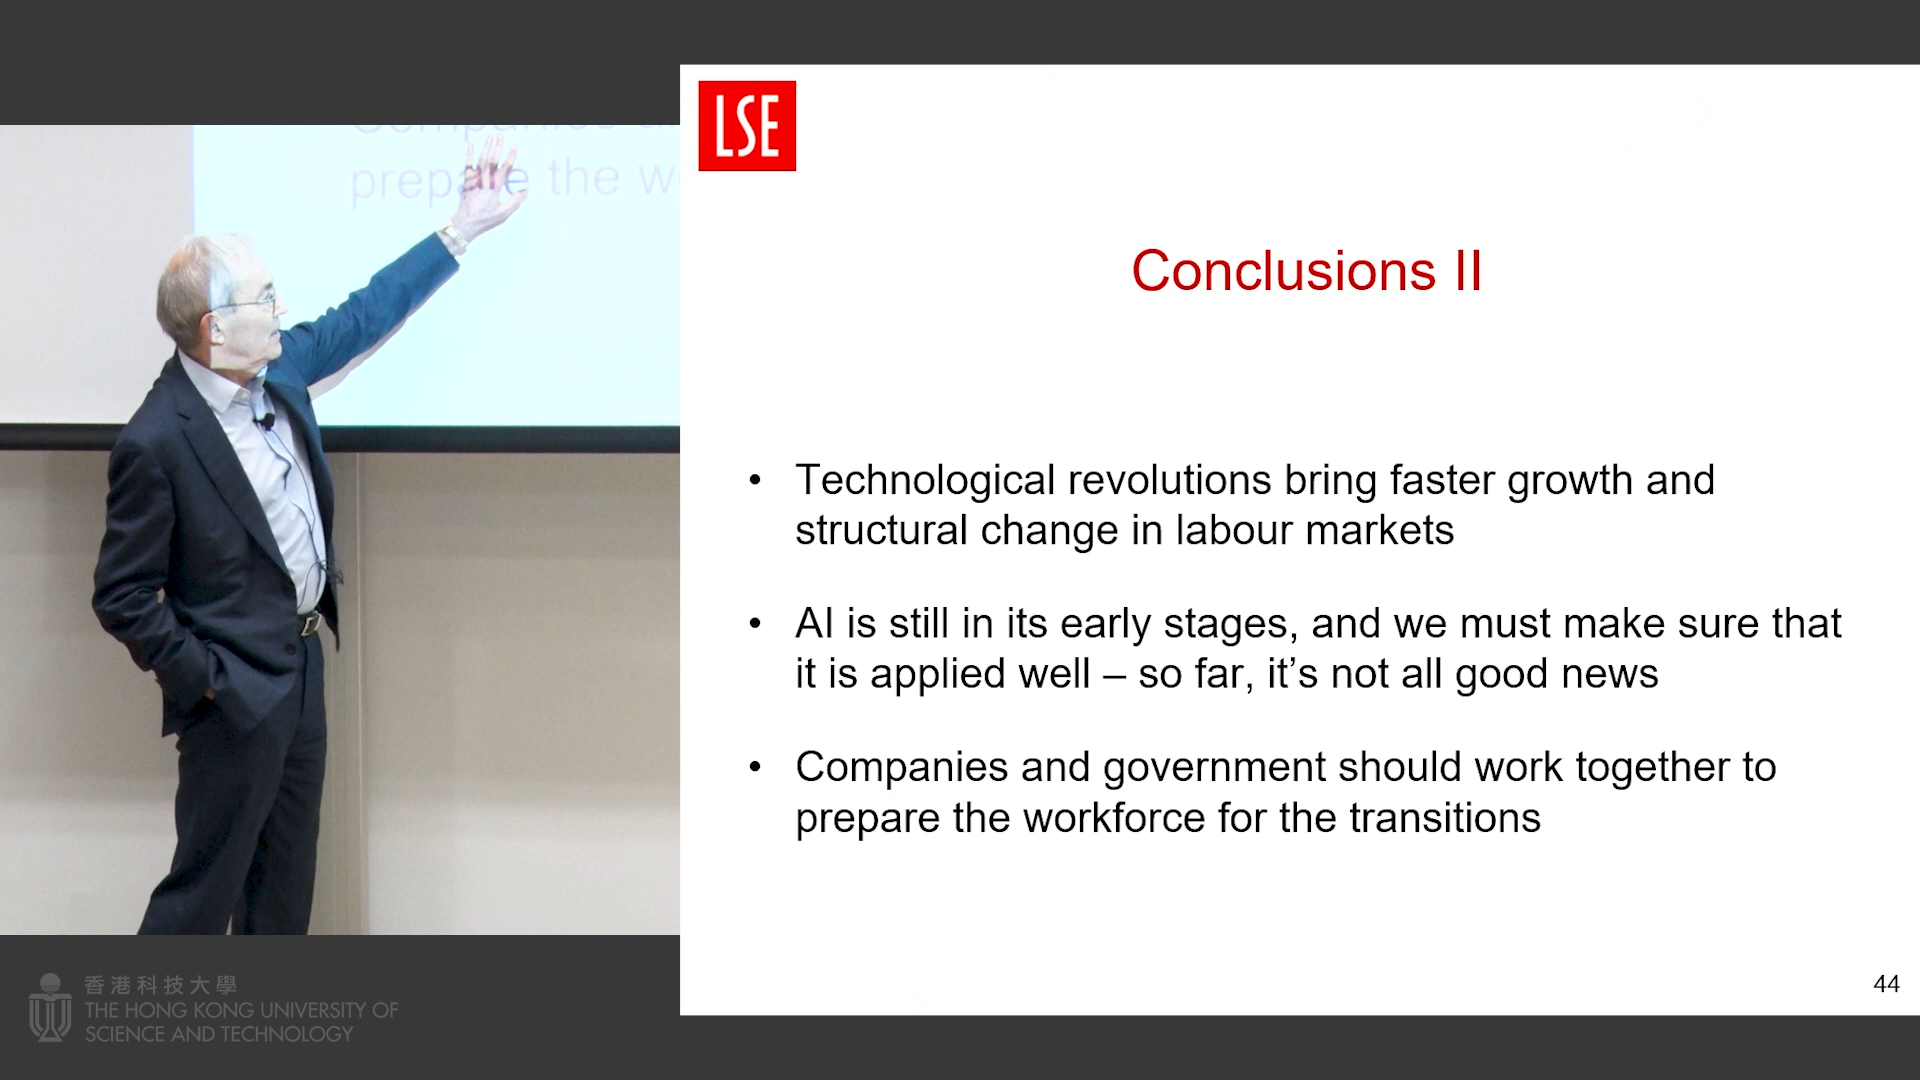 prepare the w
LSE
Conclusions II
• Technological revolutions bring faster growth and
structural change in labour markets
• AI is still in its early stages, and we must make sure that
it is applied well – so far, it's not all good news
• Companies and government should work together to
prepare the workforce for the transitions
44
香港科技大學
THE HONG KONG UNIVERSITY OF
SCIENCE AND TECHNOLOGY